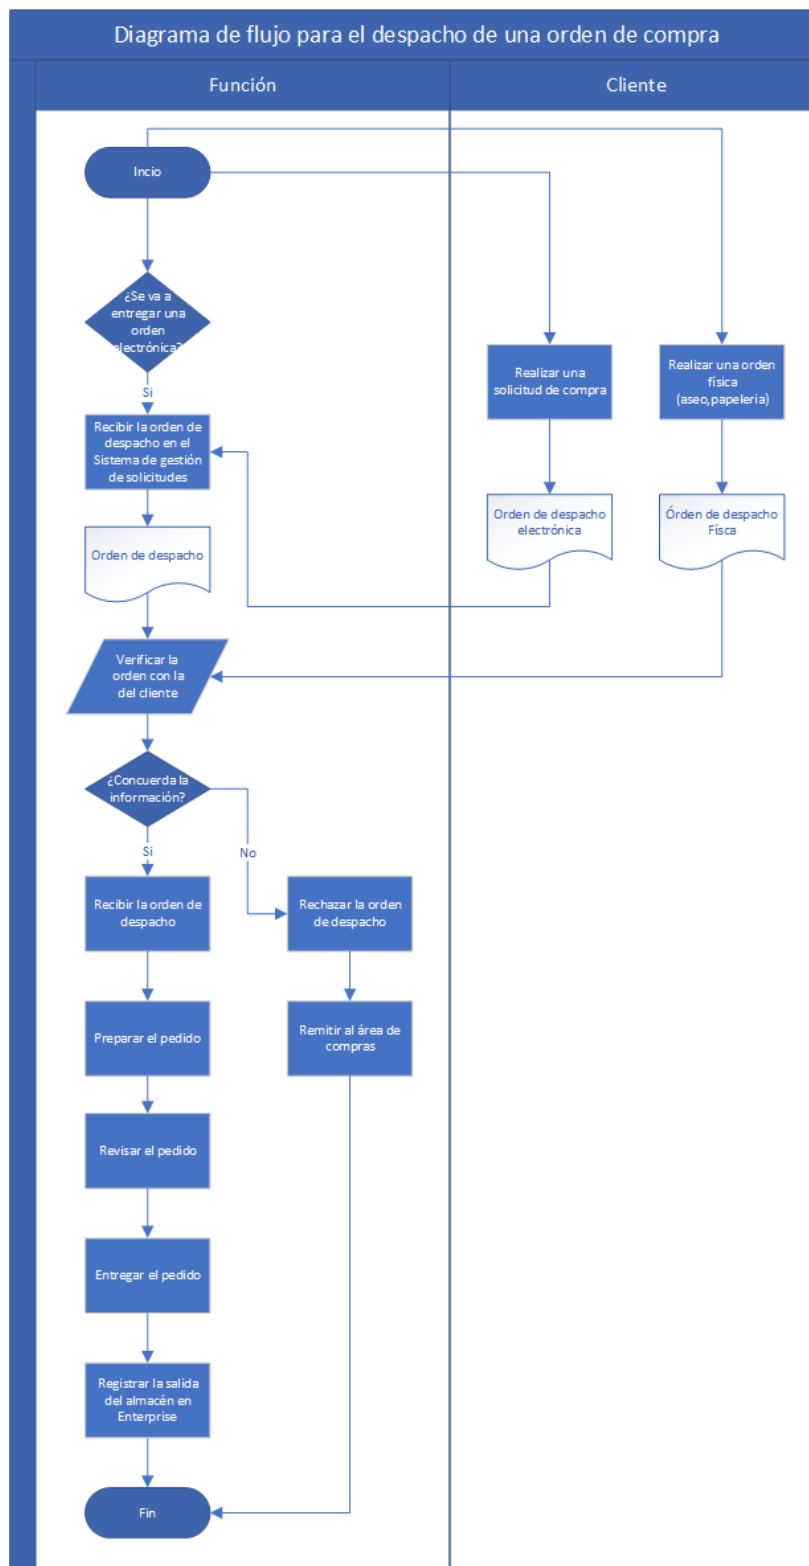 Diagrama de flujo para el despacho de una orden de compra
Función
Cliente
Incio
¿Se va a
entregar una
orden
electrónica?
Si
Realizar una
solicitud de compra
Realizar una orden
física
(aseo,papeleria)
Recibir la orden de
despacho en el
Sistema de gestión
de solicitudes
Orden de despacho
electrónica
Órden de despacho
Físca
Orden de despacho
Verificar la
orden con la
del cliente
¿Concuerda la
información?
Si
No
Recibir la orden de
despacho
Rechazar la orden
de despacho
Preparar el pedido
Remitir al área de
compras
Revisar el pedido
Entregar el pedido
Registrar la salida
del almacén en
Enterprise
Fin